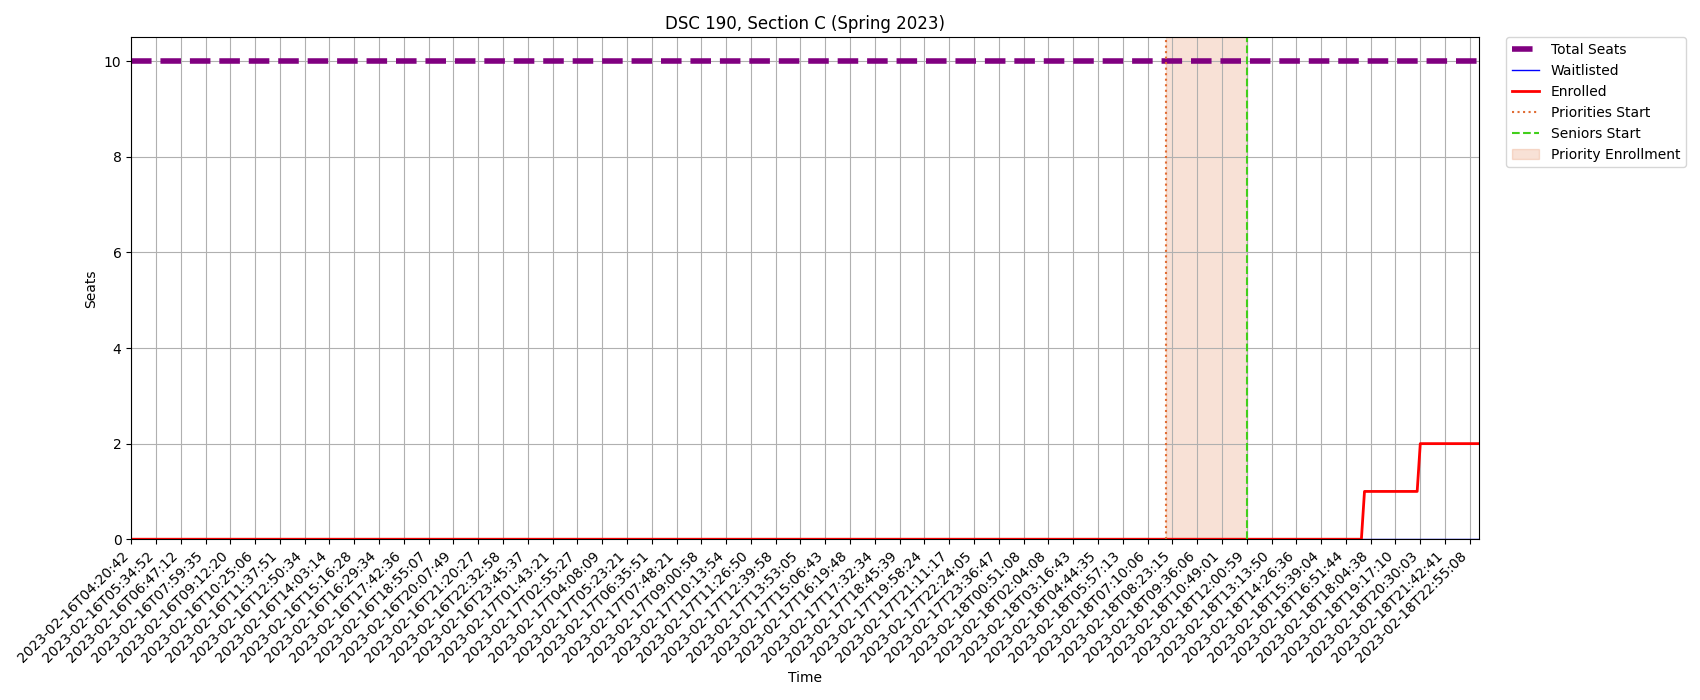 DSC 190, Section C (Spring 2023)
Total Seats
Waitlisted
Enrolled
Priorities Start
Seniors Start
Priority Enrollment
Seats
10
8
6
4
2
0
2023-02-16T04:20:42
2023-02-16T05:34:52
2023-02-16T06:47:12
2023-02-16T07:59:35
2023-02-16T09:12:20
2023-02-16T10:25:06
2023-02-16T11:37:51
2023-02-16T12:50:34
2023-02-16T14:03:14
2023-02-16T15:16:28
2023-02-16T16:29:34
2023-02-16T17:42:36
2023-02-16T18:55:07
2023-02-16T20:07:49
2023-02-16T21:20:27
2023-02-16T22:32:58
2023-02-16T23:45:37
2023-02-17T01:43:21
2023-02-17T02:55:27
2023-02-17T04:08:09
2023-02-17T05:23:21
2023-02-17T06:35:51
2023-02-17T07:48:21
2023-02-17T09:00:58
2023-02-17T10:13:54
2023-02-17T11:26:50
2023-02-17T12:39:58
2023-02-17T13:53:05
2023-02-17T15:06:43
2023-02-17T16:19:48
2023-02-17T17:32:34
2023-02-17T18:45:39
2023-02-17T19:58:24
2023-02-17T21:11:17
2023-02-17T22:24:05
2023-02-17T23:36:47
2023-02-18T00:51:08
2023-02-18T02:04:08
2023-02-18T03:16:43
2023-02-18T04:44:35
2023-02-18T05:57:13
2023-02-18T07:10:06
2023-02-18T08:23:15
2023-02-18T09:36:06
2023-02-18T10:49:01
2023-02-18T12:00:59
2023-02-18T13:13:50
2023-02-18T14:26:36
2023-02-18T15:39:04
2023-02-18T16:51:44
2023-02-18T18:04:38
2023-02-18T19:17:10
2023-02-18T20:30:03
2023-02-18T21:42:41
2023-02-18T22:55:08
Time